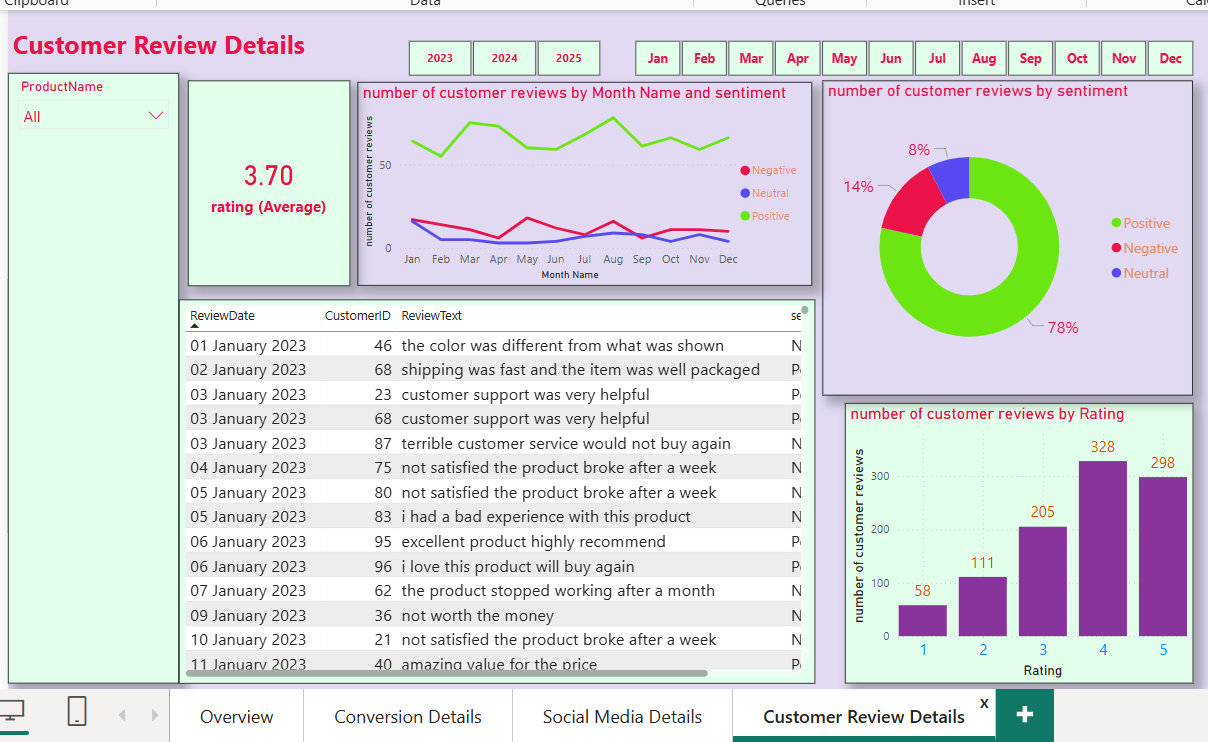 Clipboard
Data
Queries
Insert
Customer Review Details
2023 2024 2025
Jan Feb Mar Apr May Jun Jul Aug Sep Oct Nov Dec
ProductName
All
3.70
rating (Average)
number of customer reviews by Month Name and sentiment
number of customer reviews
50
0
Jan Feb Mar Apr May Jun Jul Aug Sep Oct Nov Dec
Month Name
Negative
Neutral
Positive
number of customer reviews by sentiment
8%
14%
78%
Positive
Negative
Neutral
ReviewDate CustomerID ReviewText se
01 January 2023 46 the color was different from what was shown N
02 January 2023 68 shipping was fast and the item was well packaged P
03 January 2023 23 customer support was very helpful P
03 January 2023 68 customer support was very helpful P
03 January 2023 87 terrible customer service would not buy again N
04 January 2023 75 not satisfied the product broke after a week N
05 January 2023 80 not satisfied the product broke after a week N
05 January 2023 83 i had a bad experience with this product N
06 January 2023 95 excellent product highly recommend P
06 January 2023 96 i love this product will buy again P
07 January 2023 62 the product stopped working after a month N
09 January 2023 36 not worth the money N
10 January 2023 21 not satisfied the product broke after a week N
11 January 2023 40 amazing value for the price P
number of customer reviews by Rating
number of customer reviews
300
200
100
0
58 111 205 328 298
1 2 3 4 5
Rating
Overview Conversion Details Social Media Details Customer Review Details x +